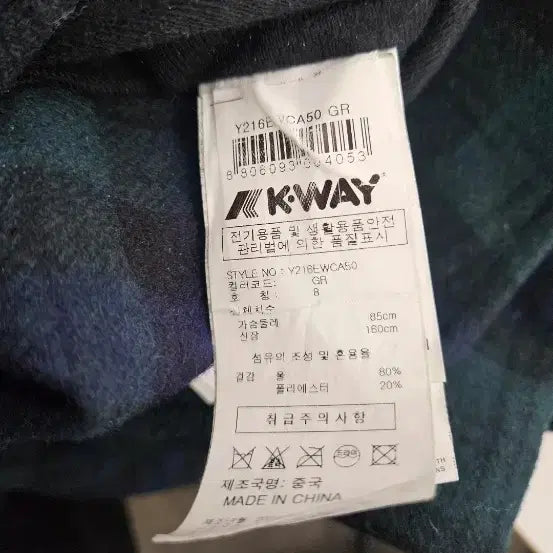 Y216EWCA50 GR
K·WAY
전기용품 및 생활용품안전
관리법에 의한 품질표시
STYLE NO : Y216EWCA50
컬러코드: GR
호 칭 : 8
신체치수
가슴둘레 85cm
신장 160cm
섬유의 조성 및 혼용율
겉감 울 80%
폴리에스터 20%
취급주의사항
제조국명: 중국
MADE IN CHINA